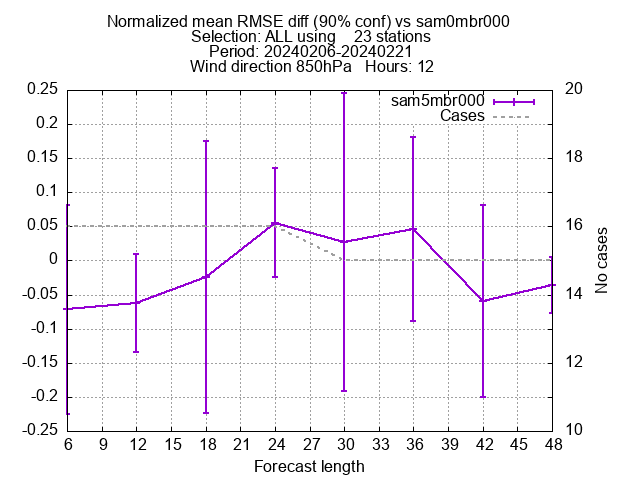 Normalized mean RMSE diff (90% conf) vs sam0mbr000
Selection: ALL using    23 stations
Period: 20240206-20240221
Wind direction 850hPa   Hours: 12
sam5mbr000
Cases
0.25
0.2
0.15
0.1
0.05
0
-0.05
-0.1
-0.15
-0.2
-0.25
20
18
16
14
12
10
No cases
6 9 12 15 18 21 24 27 30 33 36 39 42 45 48
Forecast length